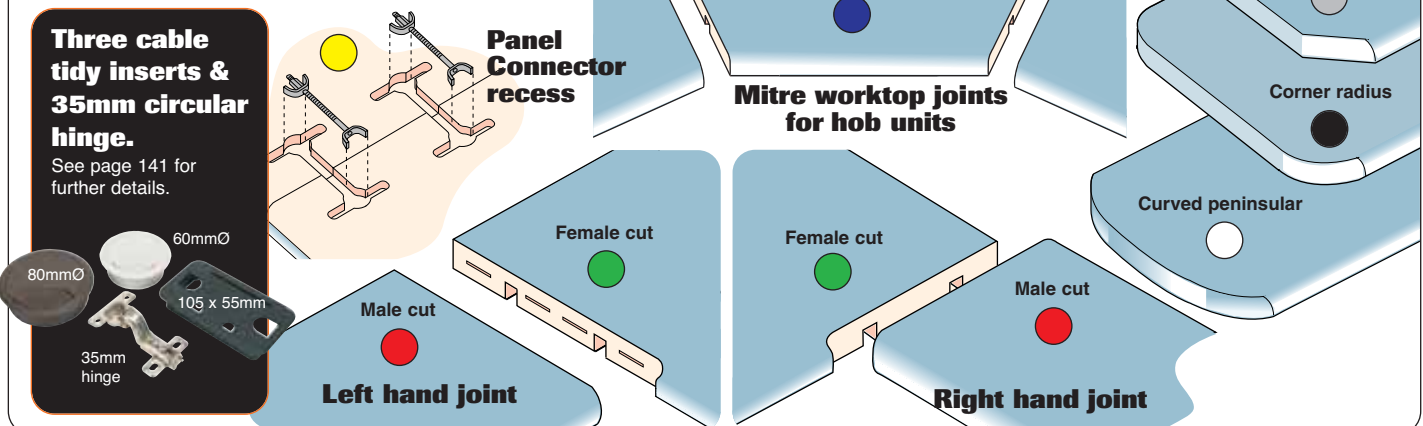 Three cable
tidy inserts &
35mm circular
hinge.
See page 141 for
further details.
60mmØ
80mmØ
105 x 55mm
35mm
hinge
Panel
Connector
recess
Mitre worktop joints
for hob units
Corner radius
Curved peninsular
Female cut
Male cut
Left hand joint
Female cut
Male cut
Right hand joint